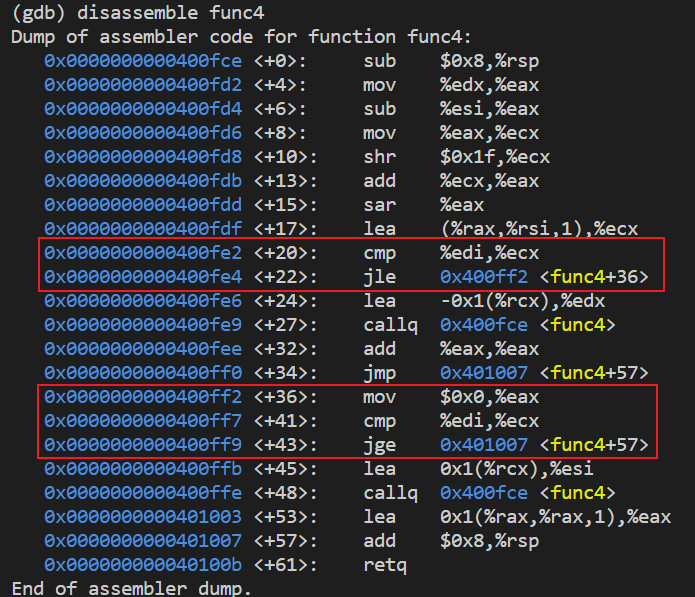 (gdb) disassemble func4
Dump of assembler code for function func4:
   0x0000000000400fce <+0>:     sub    $0x8,%rsp
   0x0000000000400fd2 <+4>:     mov    %edx,%eax
   0x0000000000400fd4 <+6>:     sub    %esi,%eax
   0x0000000000400fd6 <+8>:     mov    %eax,%ecx
   0x0000000000400fd8 <+10>:    shr    $0x1f,%ecx
   0x0000000000400fdb <+13>:    add    %ecx,%eax
   0x0000000000400fdd <+15>:    sar    %eax
   0x0000000000400fdf <+17>:    lea    (%rax,%rsi,1),%ecx
   0x0000000000400fe2 <+20>:    cmp    %edi,%ecx
   0x0000000000400fe4 <+22>:    jle    0x400ff2 <func4+36>
   0x0000000000400fe6 <+24>:    lea    -0x1(%rcx),%edx
   0x0000000000400fe9 <+27>:    callq  0x400fce <func4>
   0x0000000000400fee <+32>:    add    %eax,%eax
   0x0000000000400ff0 <+34>:    jmp    0x401007 <func4+57>
   0x0000000000400ff2 <+36>:    mov    $0x0,%eax
   0x0000000000400ff7 <+41>:    cmp    %edi,%ecx
   0x0000000000400ff9 <+43>:    jge    0x401007 <func4+57>
   0x0000000000400ffb <+45>:    lea    0x1(%rcx),%esi
   0x0000000000400ffe <+48>:    callq  0x400fce <func4>
   0x0000000000401003 <+53>:    lea    0x1(%rax,%rax,1),%eax
   0x0000000000401007 <+57>:    add    $0x8,%rsp
   0x000000000040100b <+61>:    retq
End of assembler dump.